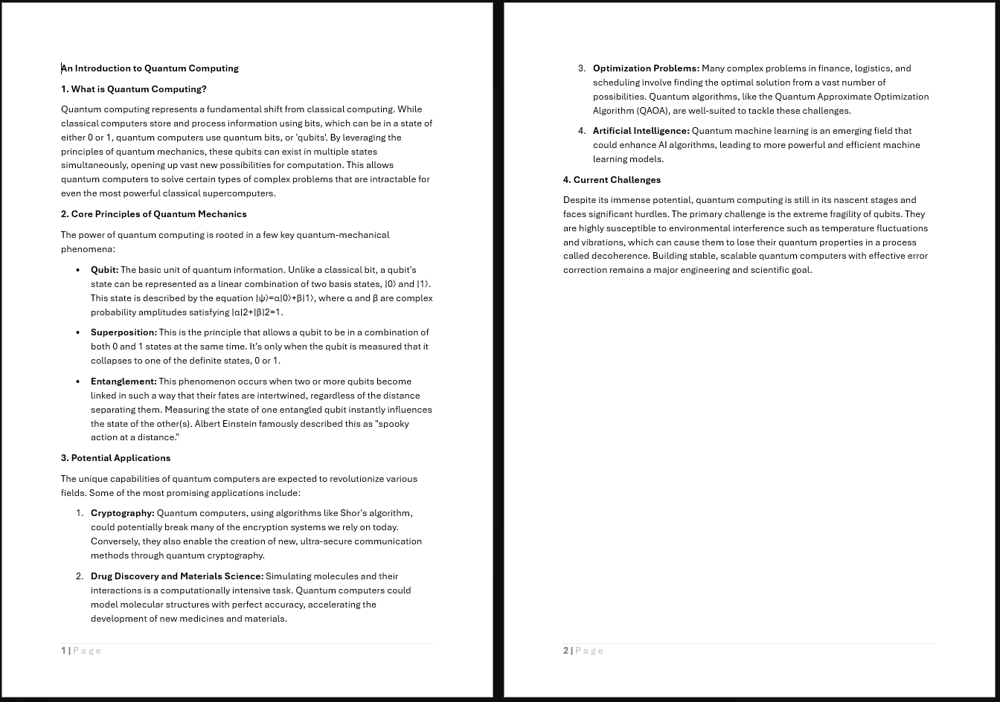 An Introduction to Quantum Computing
1. What is Quantum Computing?
Quantum computing represents a fundamental shift from classical computing. While
classical computers store and process information using bits, which can be in a state of
either 0 or 1, quantum computers use quantum bits, or 'qubits'. By leveraging the
principles of quantum mechanics, these qubits can exist in multiple states
simultaneously, opening up vast new possibilities for computation. This allows
quantum computers to solve certain types of complex problems that are intractable for
even the most powerful classical supercomputers.
2. Core Principles of Quantum Mechanics
The power of quantum computing is rooted in a few key quantum-mechanical
phenomena:
• Qubit: The basic unit of quantum information. Unlike a classical bit, a qubit's
state can be represented as a linear combination of two basis states, |0⟩ and |1⟩.
This state is described by the equation |ψ⟩=α|0⟩+β|1⟩, where α and β are complex
probability amplitudes satisfying |α|2+|β|2=1.
• Superposition: This is the principle that allows a qubit to be in a combination of
both 0 and 1 states at the same time. It's only when the qubit is measured that it
collapses to one of the definite states, 0 or 1.
• Entanglement: This phenomenon occurs when two or more qubits become
linked in such a way that their fates are intertwined, regardless of the distance
separating them. Measuring the state of one entangled qubit instantly influences
the state of the other(s). Albert Einstein famously described this as "spooky
action at a distance."
3. Potential Applications
The unique capabilities of quantum computers are expected to revolutionize various
fields. Some of the most promising applications include:
1. Cryptography: Quantum computers, using algorithms like Shor's algorithm,
could potentially break many of the encryption systems we rely on today.
Conversely, they also enable the creation of new, ultra-secure communication
methods through quantum cryptography.
2. Drug Discovery and Materials Science: Simulating molecules and their
interactions is a computationally intensive task. Quantum computers could
model molecular structures with perfect accuracy, accelerating the
development of new medicines and materials.
1 | Page
3. Optimization Problems: Many complex problems in finance, logistics, and
scheduling involve finding the optimal solution from a vast number of
possibilities. Quantum algorithms, like the Quantum Approximate Optimization
Algorithm (QAOA), are well-suited to tackle these challenges.
4. Artificial Intelligence: Quantum machine learning is an emerging field that
could enhance AI algorithms, leading to more powerful and efficient machine
learning models.
4. Current Challenges
Despite its immense potential, quantum computing is still in its nascent stages and
faces significant hurdles. The primary challenge is the extreme fragility of qubits. They
are highly susceptible to environmental interference such as temperature fluctuations
and vibrations, which can cause them to lose their quantum properties in a process
called decoherence. Building stable, scalable quantum computers with effective error
correction remains a major engineering and scientific goal.
2 | Page